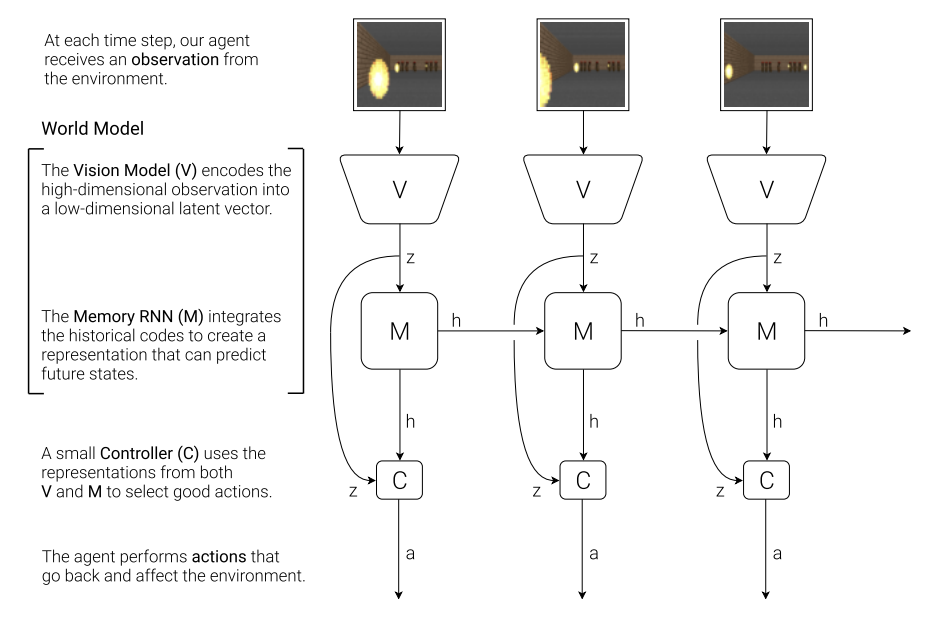 At each time step, our agent
receives an observation from
the environment.
World Model
The Vision Model (V) encodes the
high-dimensional observation into
a low-dimensional latent vector.
The Memory RNN (M) integrates
the historical codes to create a
representation that can predict
future states.
A small Controller (C) uses the
representations from both
V and M to select good actions.
The agent performs actions that
go back and affect the environment.
V
V
V
z
z
z
M
h
M
h
M
h
h
h
h
z
C
z
C
z
C
a
a
a